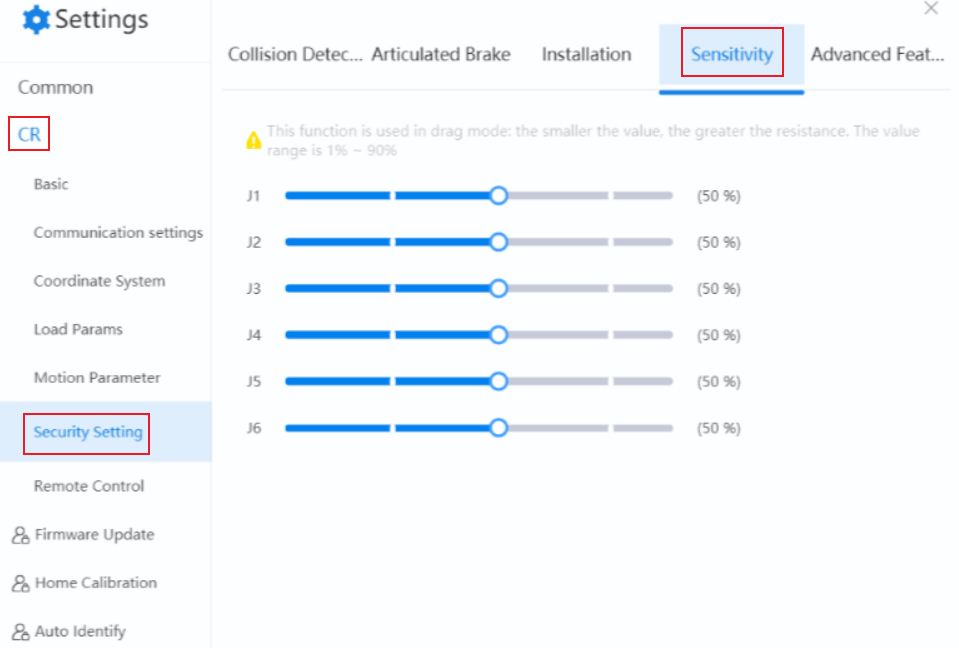 Settings
Common
CR
Basic
Communication settings
Coordinate System
Load Params
Motion Parameter
Security Setting
Remote Control
Firmware Update
Home Calibration
Auto Identify
Collision Detec... Articulated Brake Installation Sensitivity Advanced Feat...
This function is used in drag mode: the smaller the value, the greater the resistance. The value
range is 1% ~ 90%
J1 (50 %)
J2 (50 %)
J3 (50 %)
J4 (50 %)
J5 (50 %)
J6 (50 %)